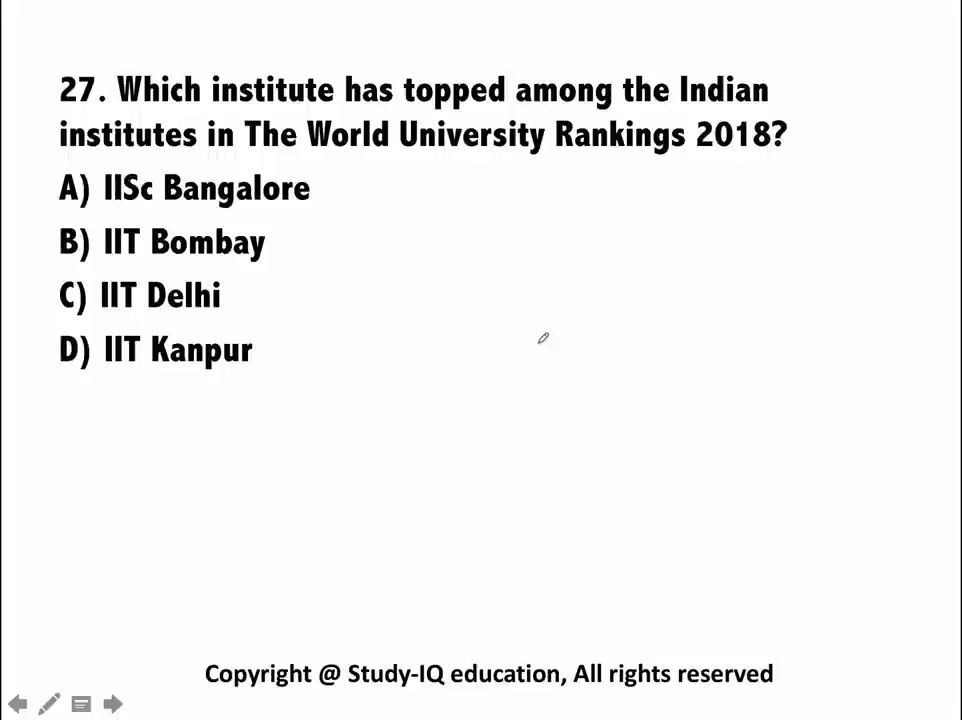 27. Which institute has topped among the Indian
institutes in The World University Rankings 2018?
A) IISc Bangalore
B) IIT Bombay
C) IIT Delhi
D) IIT Kanpur
Copyright @ Study-IQ education, All rights reserved